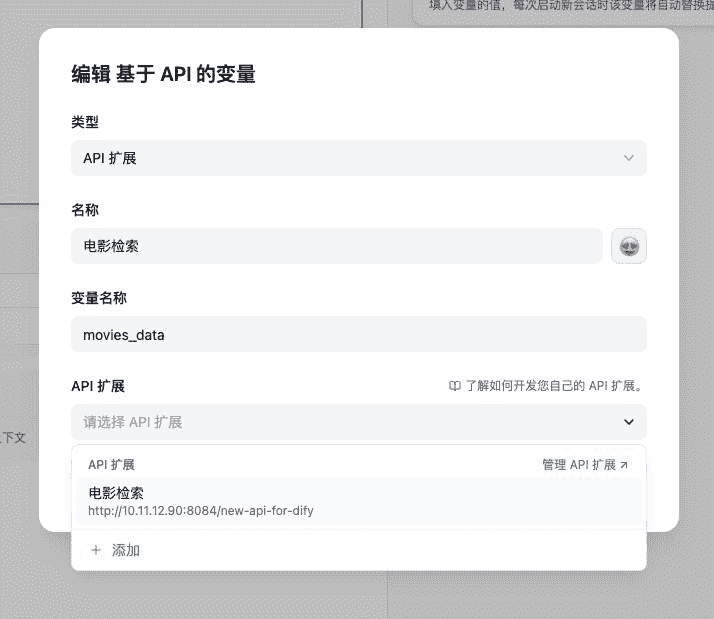 填入变量的值，每次启动新会话时该变量将自动替换提
编辑 基于 API 的变量
类型
API 扩展
名称
电影检索
变量名称
movies_data
API 扩展
了解如何开发您自己的 API 扩展。
请选择 API 扩展
下文
API 扩展
管理 API 扩展
电影检索
http://10.11.12.90:8084/new-api-for-dify
添加